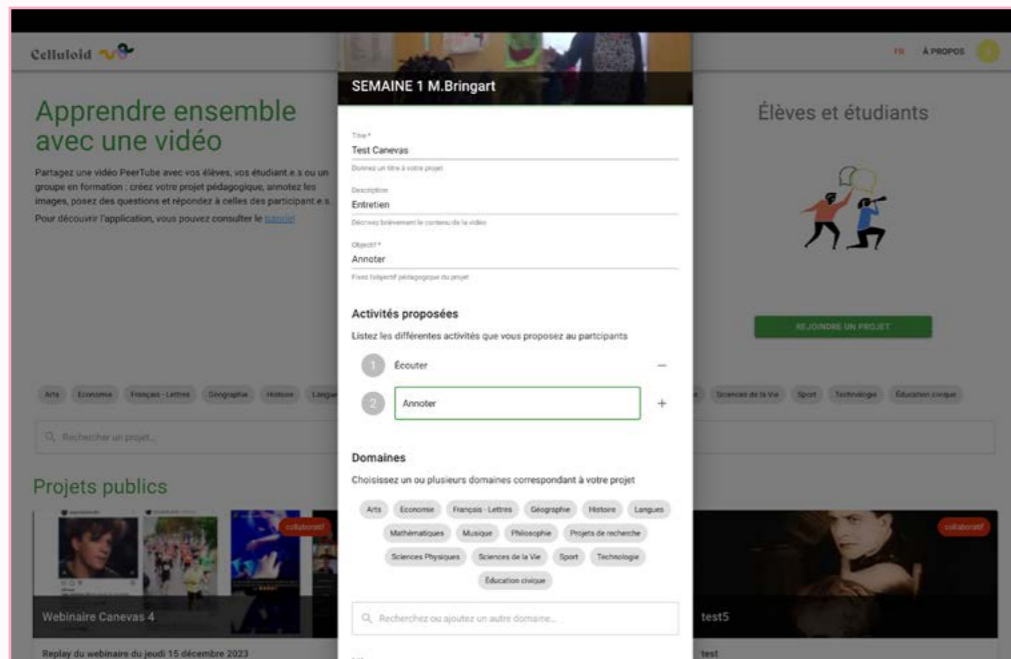 Celluloid
FR
À PROPOS
Apprendre ensemble
avec une vidéo
Partagez une vidéo PeerTube avec vos élèves, vos étudiant.e.s ou un
groupe en formation : créez votre projet pédagogique, annotez les
images, posez des questions et répondez à celles des participant.e.s.
Pour découvrir l'application, vous pouvez consulter le
Élèves et étudiants
REJOINDRE UN PROJET
SEMAINE 1 M.Bringart
Titre *
Test Canevas
Donnez un titre à votre projet
Description
Entretien
Décrivez brièvement le contenu de la vidéo
Objectif *
Annoter
Fixez l'objectif pédagogique du projet
Activités proposées
Listez les différentes activités que vous proposez au partcipants
1 Écouter −
2 Annoter +
Domaines
Choisissez un ou plusieurs domaines correspondant à votre projet
Arts Economie Français - Lettres Géographie Histoire Langues
Mathématiques Musique Philosophie Projets de recherche
Sciences Physiques Sciences de la Vie Sport Technologie
Éducation civique
Recherchez ou ajoutez un autre domaine...
Arts Economie Français - Lettres Géographie Histoire Langue
Sciences de la Vie Sport Technologie Éducation civique
Rechercher un projet...
Projets publics
collaboratif
Webinaire Canevas 4
Replay du webinaire du jeudi 15 décembre 2023
collaboratif
test5
test